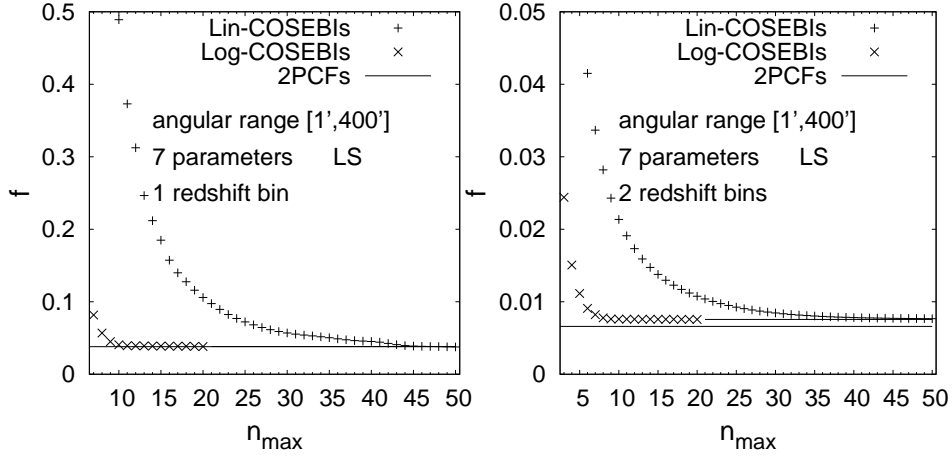 0.5
0.4
0.3
0.2
0.1
0
f
Lin-COSEBIs
Log-COSEBIs
2PCFs
angular range [1',400']
7 parameters LS
1 redshift bin
10 15 20 25 30 35 40 45 50
n_max
0.05
0.04
0.03
0.02
0.01
0
f
Lin-COSEBIs
Log-COSEBIs
2PCFs
angular range [1',400']
7 parameters LS
2 redshift bins
5 10 15 20 25 30 35 40 45 50
n_max